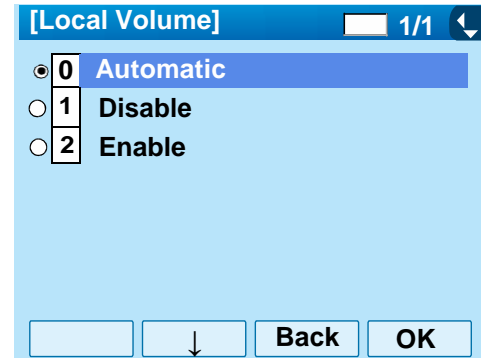 [Local Volume] 1/1
0 Automatic
1 Disable
2 Enable
↓ Back OK